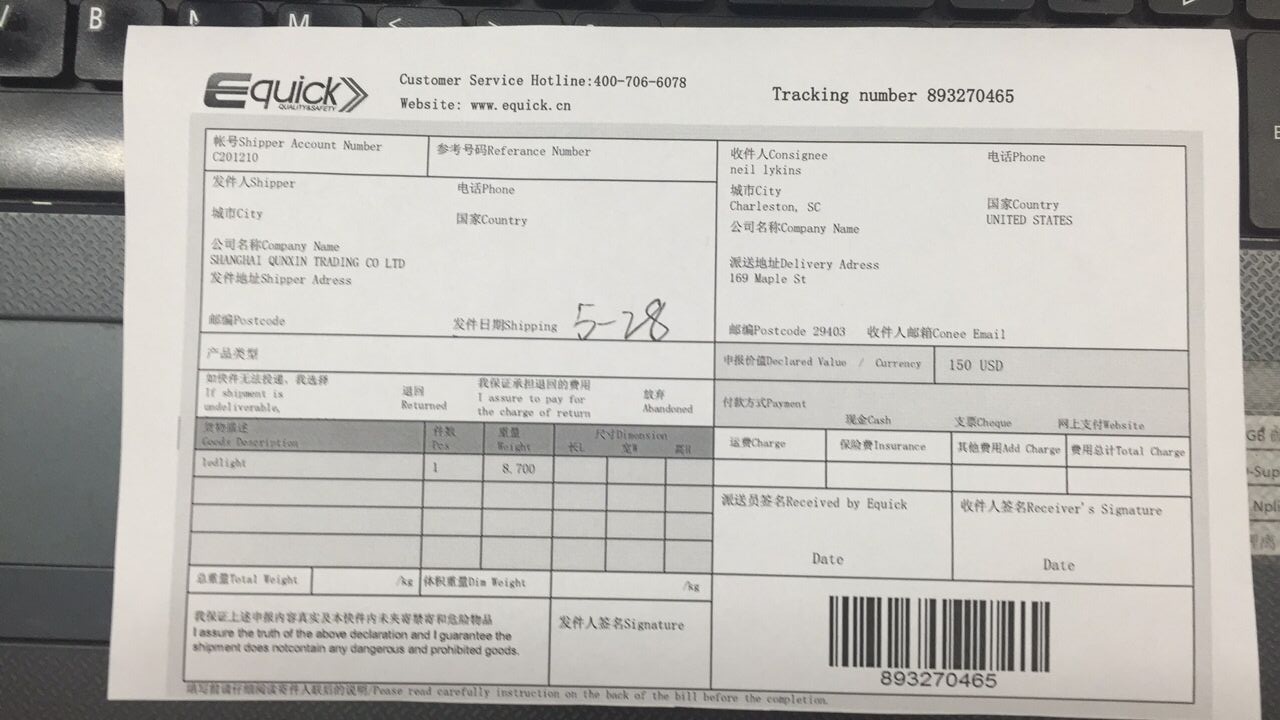 B N M < >
Equick
QUALITY&SAFETY
Customer Service Hotline:400-706-6078
Website: www.equick.cn
Tracking number 893270465
帐号Shipper Account Number
C201210
参考号码Referance Number
发件人Shipper
电话Phone
城市City
国家Country
公司名称Company Name
SHANGHAI QUNXIN TRADING CO LTD
发件地址Shipper Adress
邮编Postcode
发件日期Shipping 5-28
收件人Consignee
neil lykins
电话Phone
城市City
Charleston, SC
国家Country
UNITED STATES
公司名称Company Name
派送地址Delivery Adress
169 Maple St
邮编Postcode 29403 收件人邮箱Conee Email
产品类型
申报价值Declared Value / Currency 150 USD
如快件无法投递、我选择
If shipment is
undeliverable,
退回
Returned
我保证承担退回的费用
I assure to pay for
the charge of return
放弃
Abandoned
付款方式Payment
现金Cash 支票Cheque 网上支付Website
货物描述
Goods Description
件数
Pcs
重量
Weight
尺寸Dimension
长L 宽W 高H
运费Charge 保险费Insurance 其他费用Add Charge 费用总计Total Charge
ledlight 1 8.700
派送员签名Received by Equick
Date
收件人签名Receiver's Signature
Date
总重量Total Weight /kg 体积重量Dim Weight /kg
我保证上述申报内容真实及本快件内未夹寄禁寄和危险物品
I assure the truth of the above declaration and I guarantee the
shipment does notcontain any dangerous and prohibited goods.
发件人签名Signature
893270465
填写前请仔细阅读寄件人联后的说明/Pease read carefully instruction on the back of the bill before the completion.